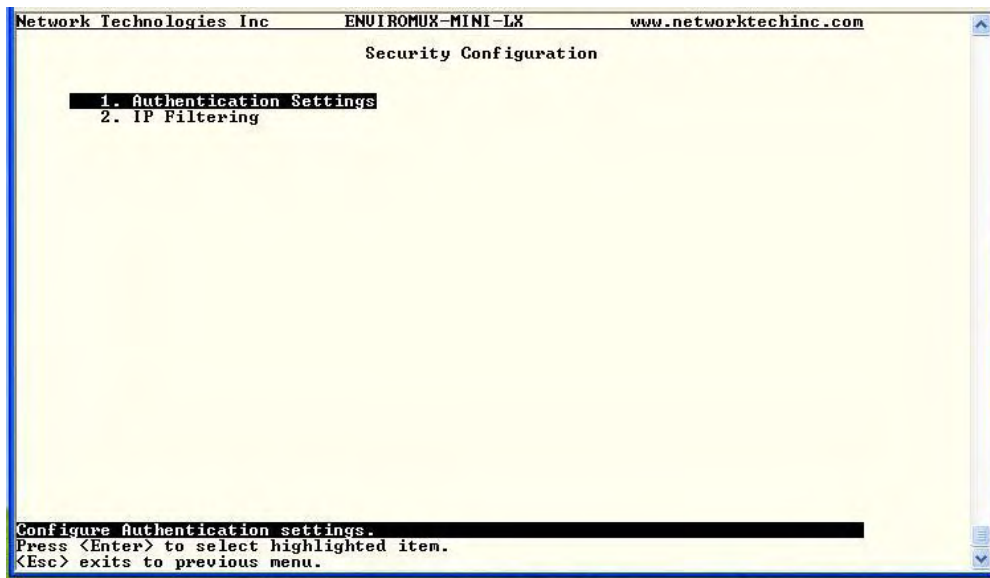 Network Technologies Inc ENVIROMUX-MINI-LX www.networktechinc.com
Security Configuration
1. Authentication Settings
2. IP Filtering
Configure Authentication settings.
Press <Enter> to select highlighted item.
<Esc> exits to previous menu.